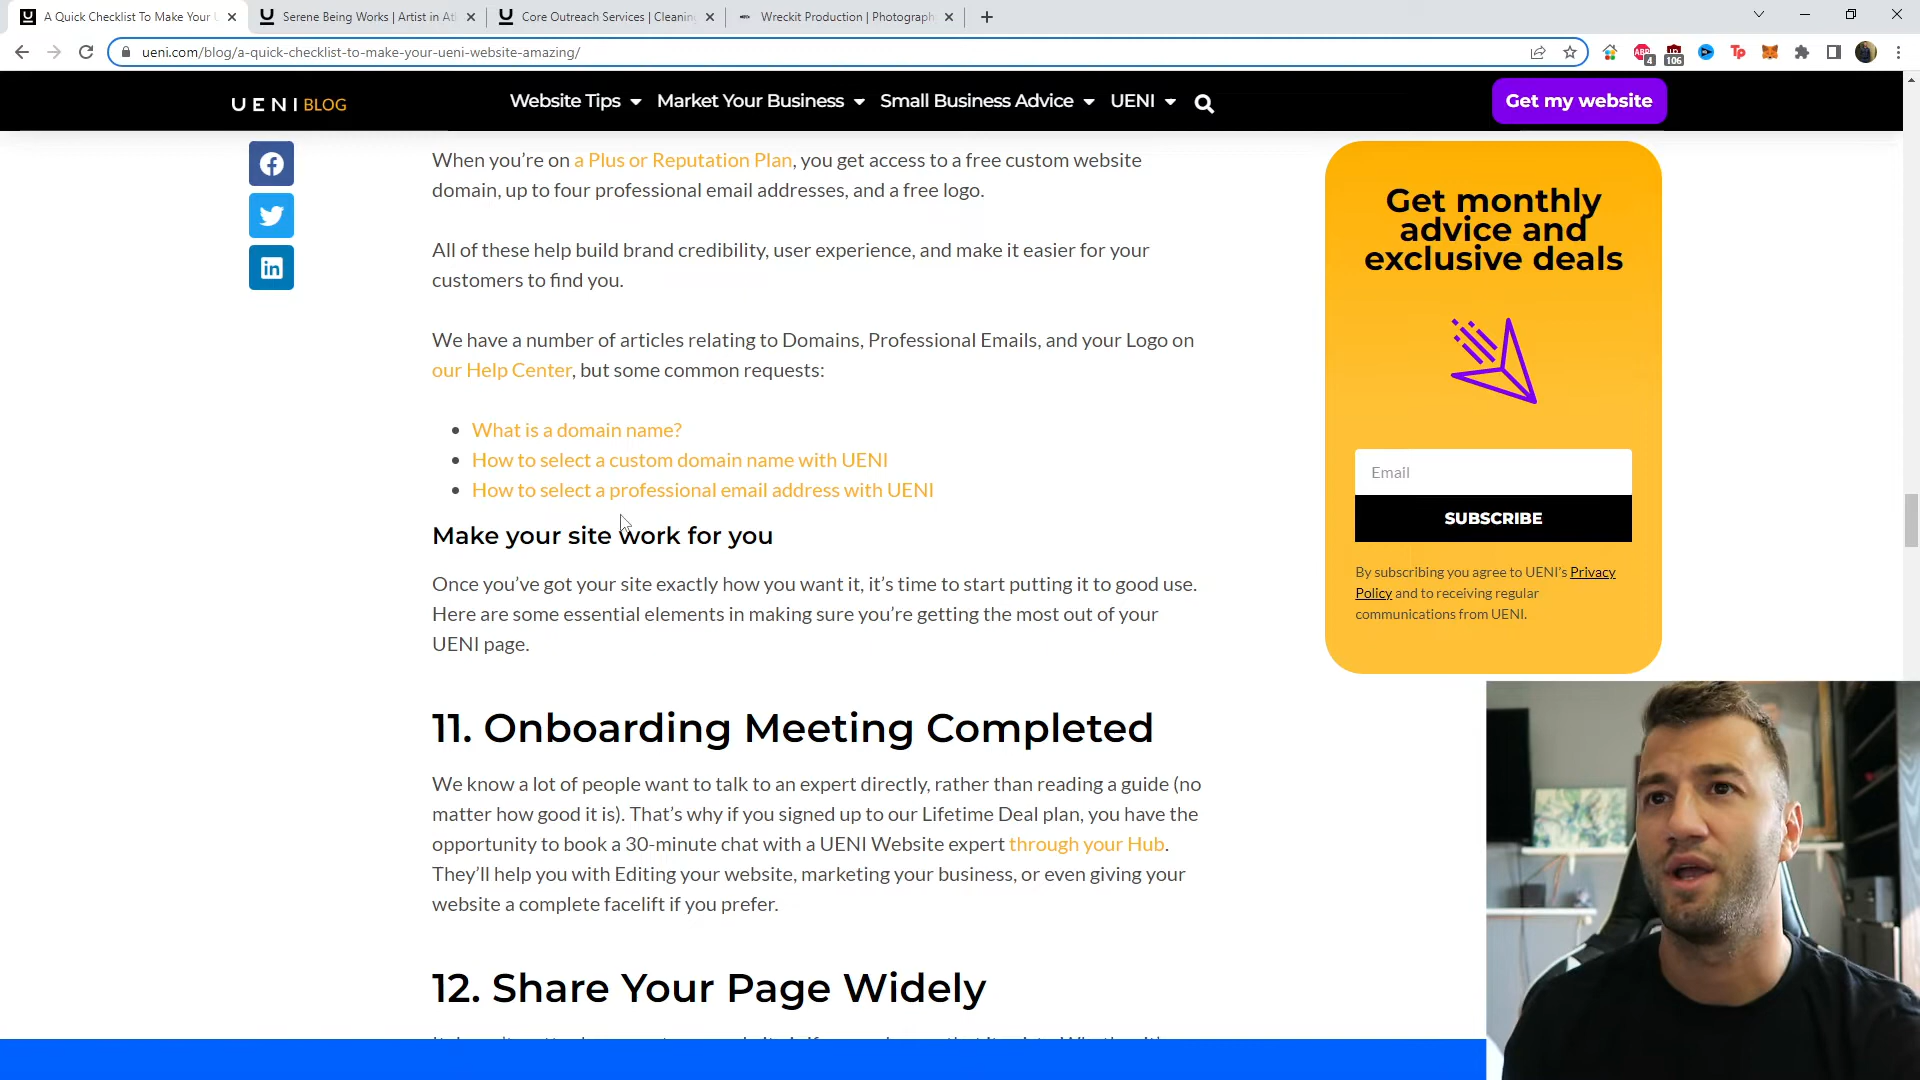 A Quick Checklist To Make Your U
Serene Being Works | Artist in Atl
Core Outreach Services | Cleaning
Wreckit Production | Photograph
ueni.com/blog/a-quick-checklist-to-make-your-ueni-website-amazing/
4
106
UENI BLOG
Website Tips
Market Your Business
Small Business Advice
UENI
Get my website
When you’re on a Plus or Reputation Plan, you get access to a free custom website
domain, up to four professional email addresses, and a free logo.
All of these help build brand credibility, user experience, and make it easier for your
customers to find you.
We have a number of articles relating to Domains, Professional Emails, and your Logo on
our Help Center, but some common requests:
• What is a domain name?
• How to select a custom domain name with UENI
• How to select a professional email address with UENI
Make your site work for you
Once you’ve got your site exactly how you want it, it’s time to start putting it to good use.
Here are some essential elements in making sure you’re getting the most out of your
UENI page.
11. Onboarding Meeting Completed
We know a lot of people want to talk to an expert directly, rather than reading a guide (no
matter how good it is). That’s why if you signed up to our Lifetime Deal plan, you have the
opportunity to book a 30-minute chat with a UENI Website expert through your Hub.
They’ll help you with Editing your website, marketing your business, or even giving your
website a complete facelift if you prefer.
12. Share Your Page Widely
Get monthly
advice and
exclusive deals
Email
SUBSCRIBE
By subscribing you agree to UENI’s Privacy
Policy and to receiving regular
communications from UENI.